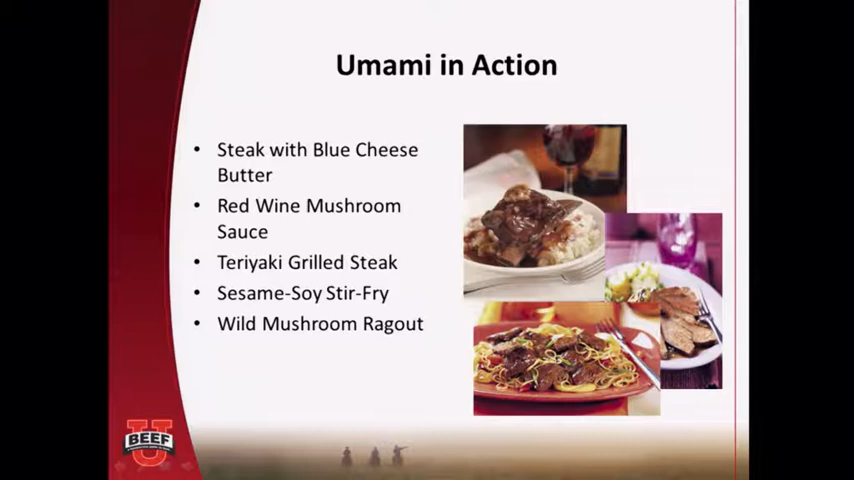 Umami in Action
• Steak with Blue Cheese
Butter
• Red Wine Mushroom
Sauce
• Teriyaki Grilled Steak
• Sesame-Soy Stir-Fry
• Wild Mushroom Ragout
U
BEEF